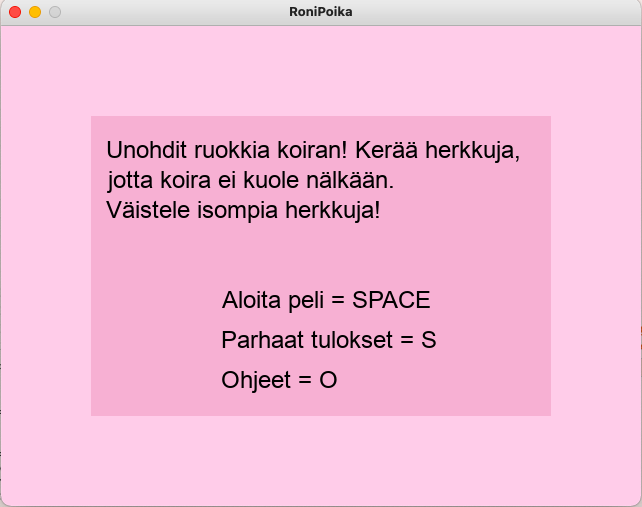 RoniPoika
Unohdit ruokkia koiran! Kerää herkkuja,
jotta koira ei kuole nälkään.
Väistele isompia herkkuja!
Aloita peli = SPACE
Parhaat tulokset = S
Ohjeet = O